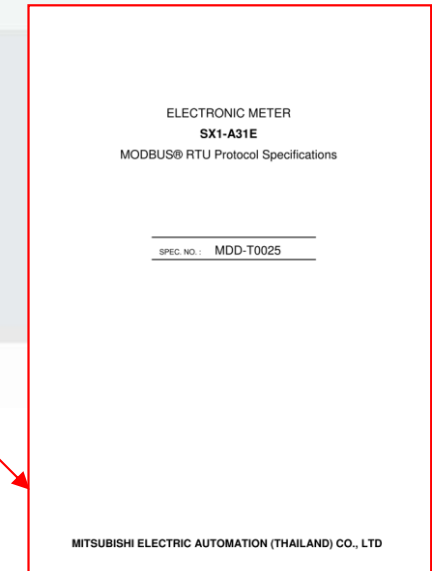 ELECTRONIC METER
SX1-A31E
MODBUS® RTU Protocol Specifications
SPEC. NO. : MDD-T0025
MITSUBISHI ELECTRIC AUTOMATION (THAILAND) CO., LTD